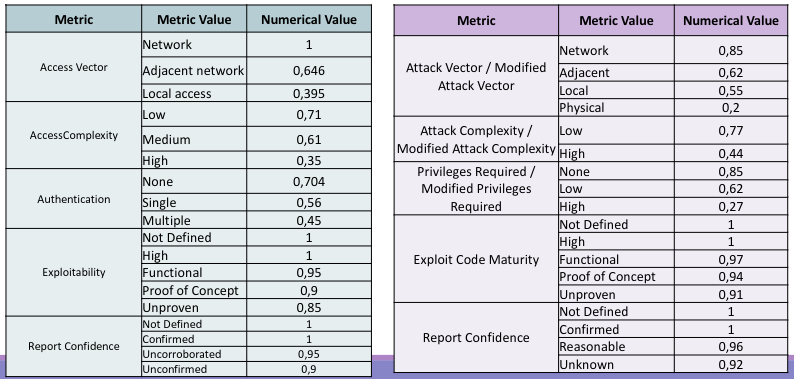 Metric Metric Value Numerical Value
Access Vector
Network 1
Adjacent network 0,646
Local access 0,395
AccessComplexity
Low 0,71
Medium 0,61
High 0,35
Authentication
None 0,704
Single 0,56
Multiple 0,45
Exploitability
Not Defined 1
High 1
Functional 0,95
Proof of Concept 0,9
Unproven 0,85
Report Confidence
Not Defined 1
Confirmed 1
Uncorroborated 0,95
Unconfirmed 0,9
Metric Metric Value Numerical Value
Attack Vector / Modified
Attack Vector
Network 0,85
Adjacent 0,62
Local 0,55
Physical 0,2
Attack Complexity /
Modified Attack Complexity
Low 0,77
High 0,44
Privileges Required /
Modified Privileges
Required
None 0,85
Low 0,62
High 0,27
Exploit Code Maturity
Not Defined 1
High 1
Functional 0,97
Proof of Concept 0,94
Unproven 0,91
Report Confidence
Not Defined 1
Confirmed 1
Reasonable 0,96
Unknown 0,92